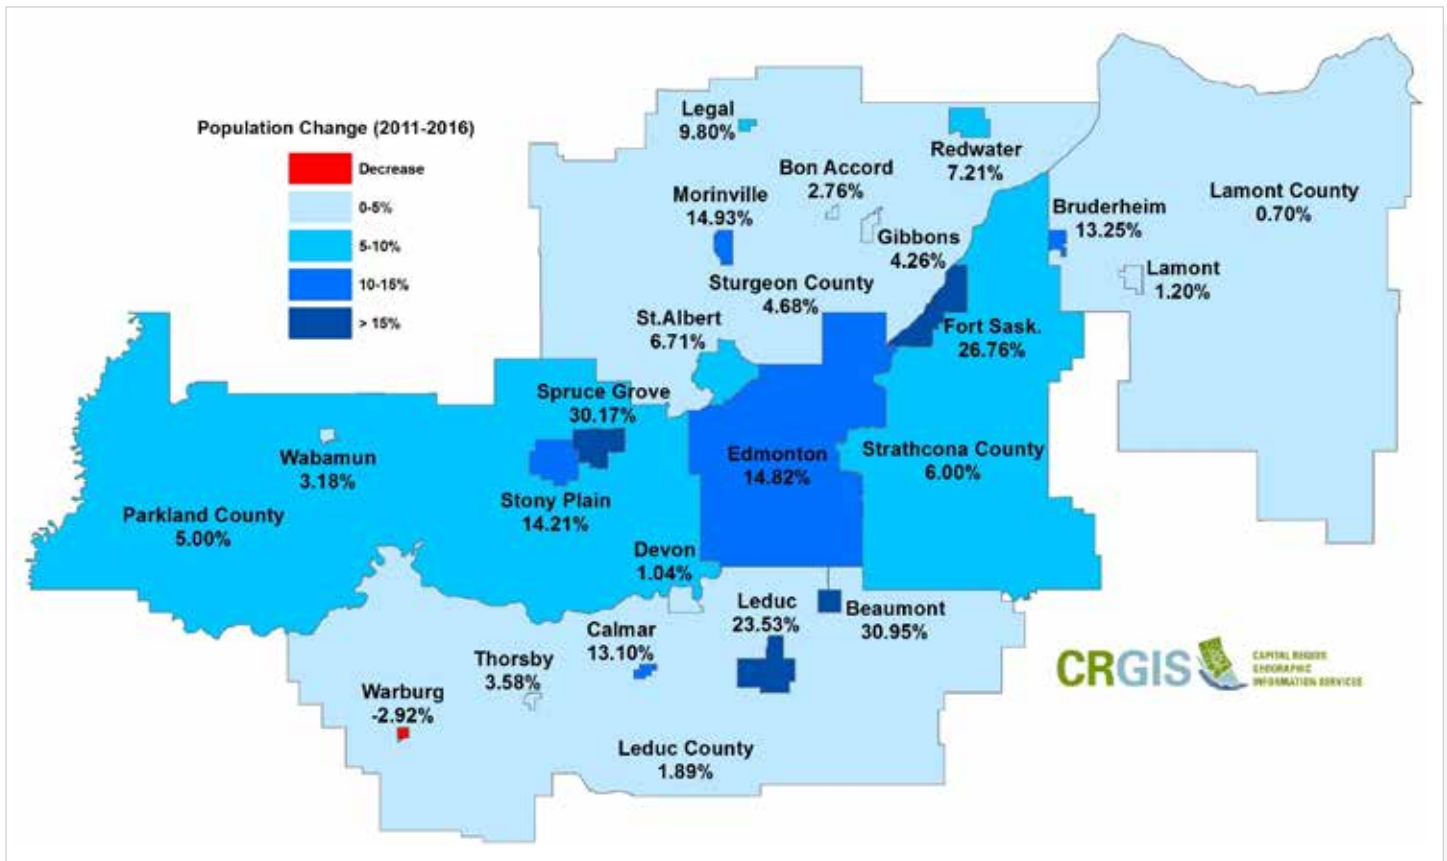 Population Change (2011-2016)
Decrease
0-5%
5-10%
10-15%
> 15%
Legal
9.80%
Redwater
7.21%
Bon Accord
2.76%
Morinville
14.93%
Gibbons
4.26%
Sturgeon County
4.68%
St.Albert
6.71%
Lamont County
0.70%
Bruderheim
13.25%
Lamont
1.20%
Fort Sask.
26.76%
Spruce Grove
30.17%
Wabamun
3.18%
Stony Plain
14.21%
Parkland County
5.00%
Edmonton
14.82%
Strathcona County
6.00%
Devon
1.04%
Leduc
23.53%
Beaumont
30.95%
Calmar
13.10%
Thorsby
3.58%
Warburg
-2.92%
Leduc County
1.89%
CRGIS
CAPITAL REGION
GEOGRAPHIC
INFORMATION SERVICES